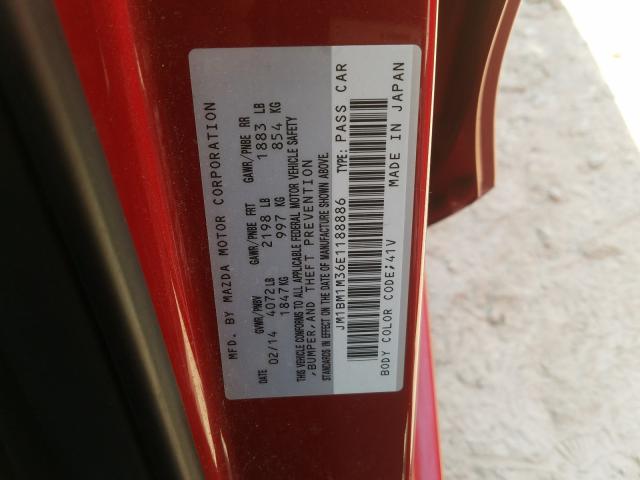 MFD. BY MAZDA MOTOR CORPORATION
GVWR/PNBV GAWR/PNBE FRT GAWR/PNBE RR
DATE 02/14 4072LB 2198 LB 1883 LB
1847KG 997 KG 854 KG
THIS VEHICLE CONFORMS TO ALL APPLICABLE FEDERAL MOTOR VEHICLE SAFETY
,BUMPER,AND THEFT PREVENTION
STANDARDS IN EFFECT ON THE DATE OF MANUFACTURE SHOWN ABOVE.
JM1BM1M36E1188886 TYPE: PASS CAR
BODY COLOR CODE;41V MADE IN JAPAN